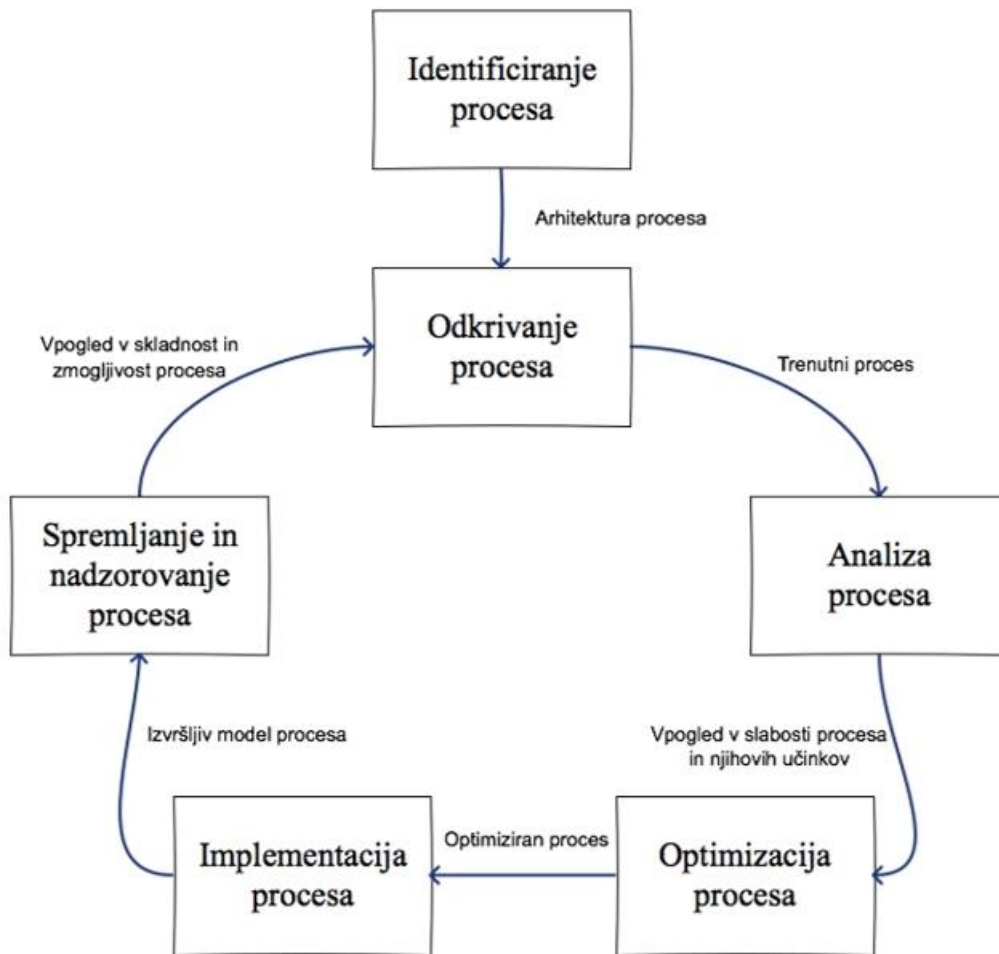 Identificiranje
procesa
Arhitektura procesa
Odkrivanje
procesa
Vpogled v skladnost in
zmogljivost procesa
Trenutni proces
Spremljanje in
nadzorovanje
procesa
Analiza
procesa
Izvršljiv model procesa
Vpogled v slabosti procesa
in njihovih učinkov
Implementacija
procesa
Optimiziran proces
Optimizacija
procesa